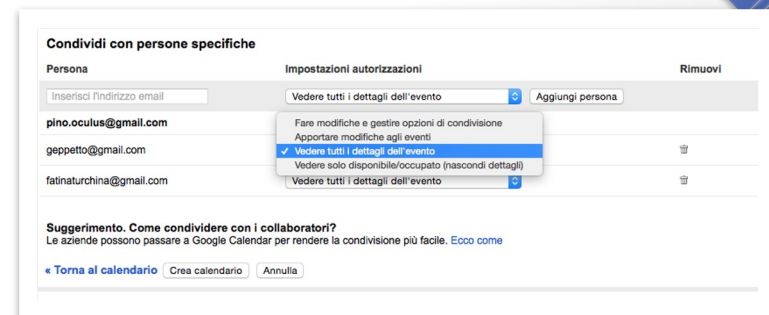 Condividi con persone specifiche
Persona Impostazioni autorizzazioni Rimuovi
Inserisci l'indirizzo email Vedere tutti i dettagli dell'evento Aggiungi persona
pino.oculus@gmail.com Fare modifiche e gestire opzioni di condivisione
Apportare modifiche agli eventi
geppetto@gmail.com ✓ Vedere tutti i dettagli dell'evento
Vedere solo disponibile/occupato (nascondi dettagli)
fatinaturchina@gmail.com Vedere tutti i dettagli dell'evento
Suggerimento. Come condividere con i collaboratori?
Le aziende possono passare a Google Calendar per rendere la condivisione più facile. Ecco come
« Torna al calendario Crea calendario Annulla